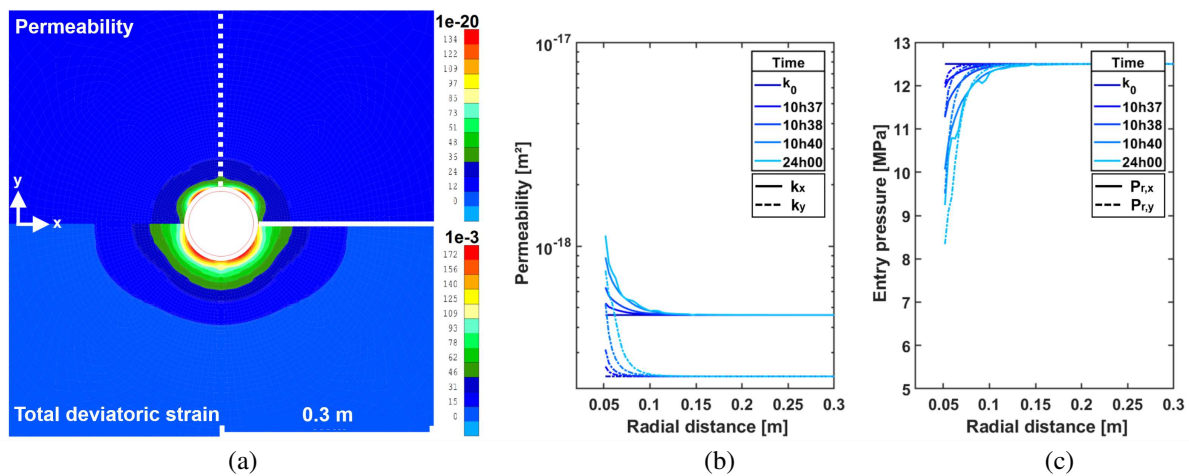 Permeability
1e-20
134
122
109
97
85
73
61
48
36
24
12
0
y
x
1e-3
172
156
140
125
109
93
78
62
46
31
15
0
Total deviatoric strain
0.3 m
(a)
10-17
10-18
Permeability [m²]
Time
k0
10h37
10h38
10h40
24h00
kx
ky
0.05 0.1 0.15 0.2 0.25 0.3
Radial distance [m]
(b)
13
12
11
10
9
8
7
6
5
Entry pressure [MPa]
Time
k0
10h37
10h38
10h40
24h00
Pr,x
Pr,y
0.05 0.1 0.15 0.2 0.25 0.3
Radial distance [m]
(c)